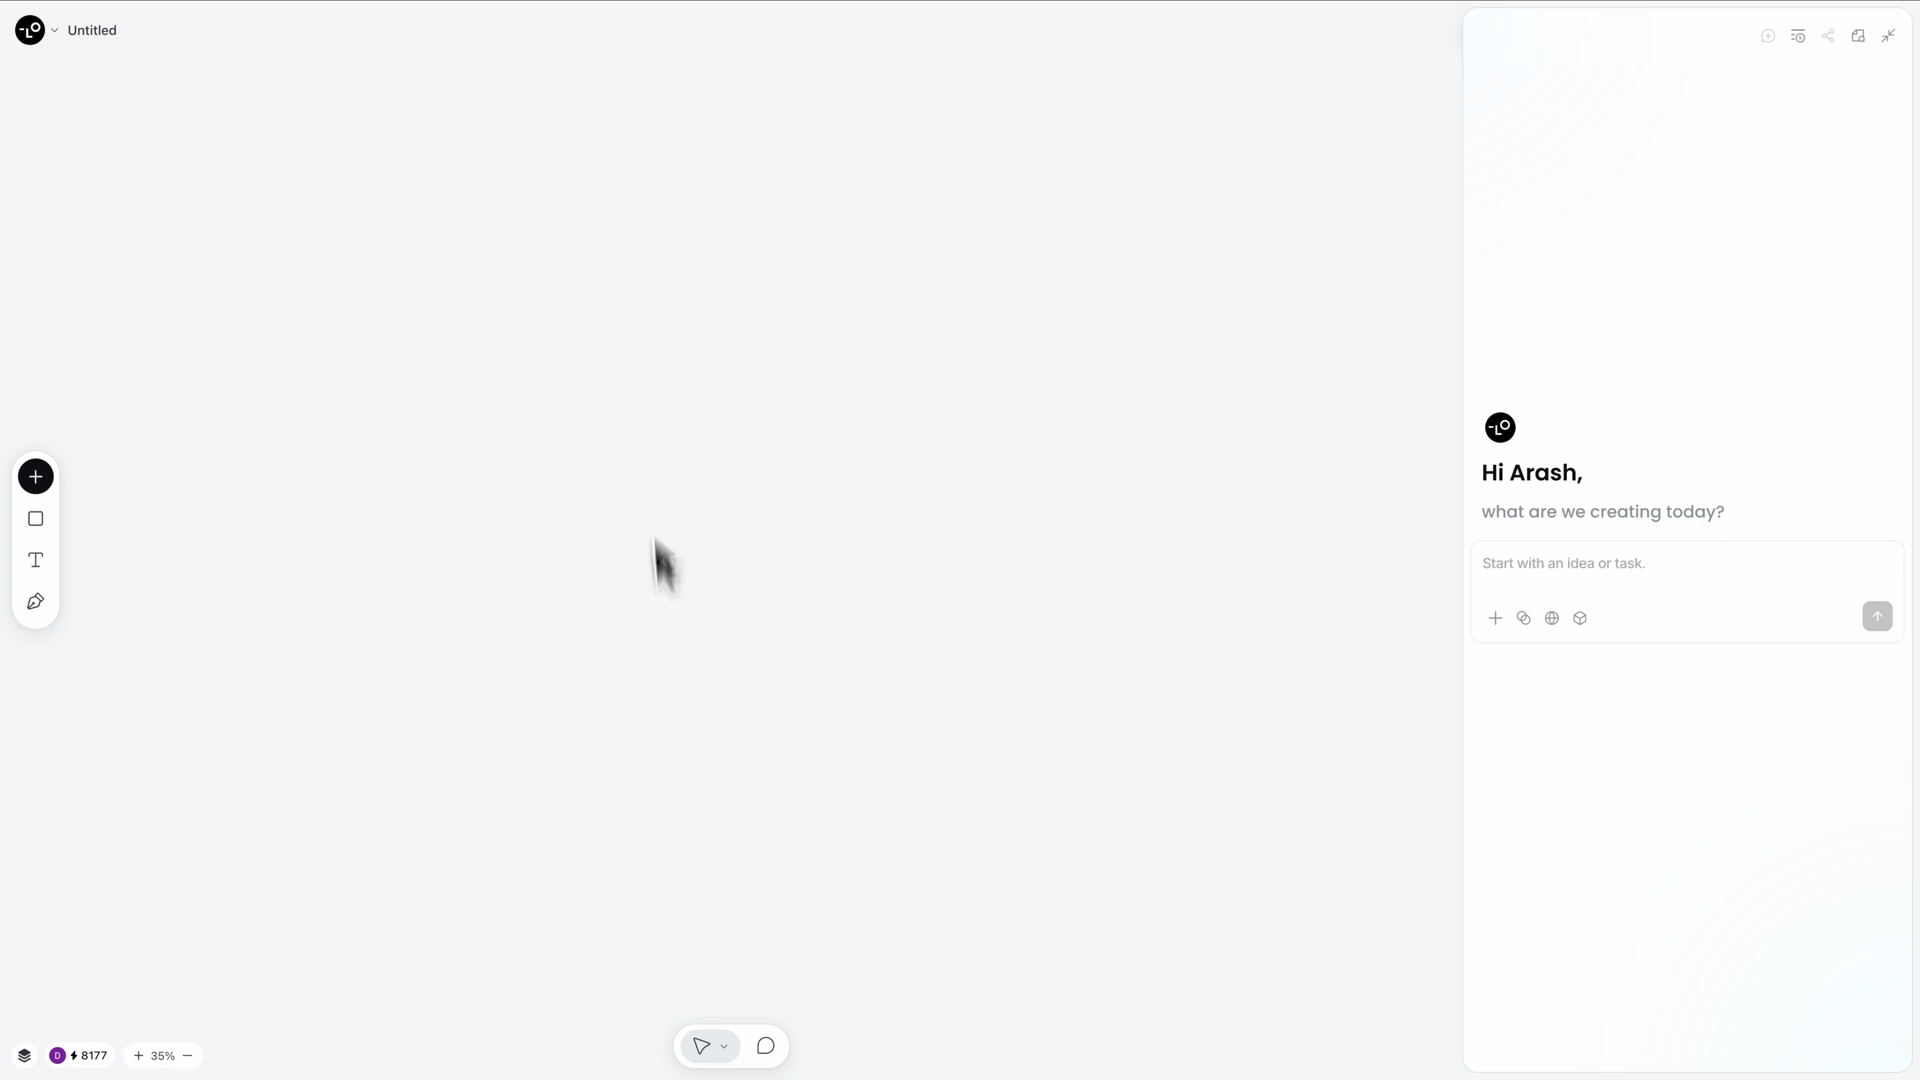 Untitled
Hi Arash,
what are we creating today?
Start with an idea or task.
D 8177
35%